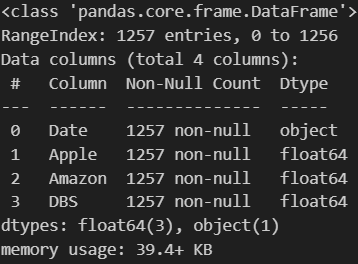 <class 'pandas.core.frame.DataFrame'>
RangeIndex: 1257 entries, 0 to 1256
Data columns (total 4 columns):
 #   Column  Non-Null Count  Dtype
---  ------  --------------  -----
 0   Date    1257 non-null   object
 1   Apple   1257 non-null   float64
 2   Amazon  1257 non-null   float64
 3   DBS     1257 non-null   float64
dtypes: float64(3), object(1)
memory usage: 39.4+ KB